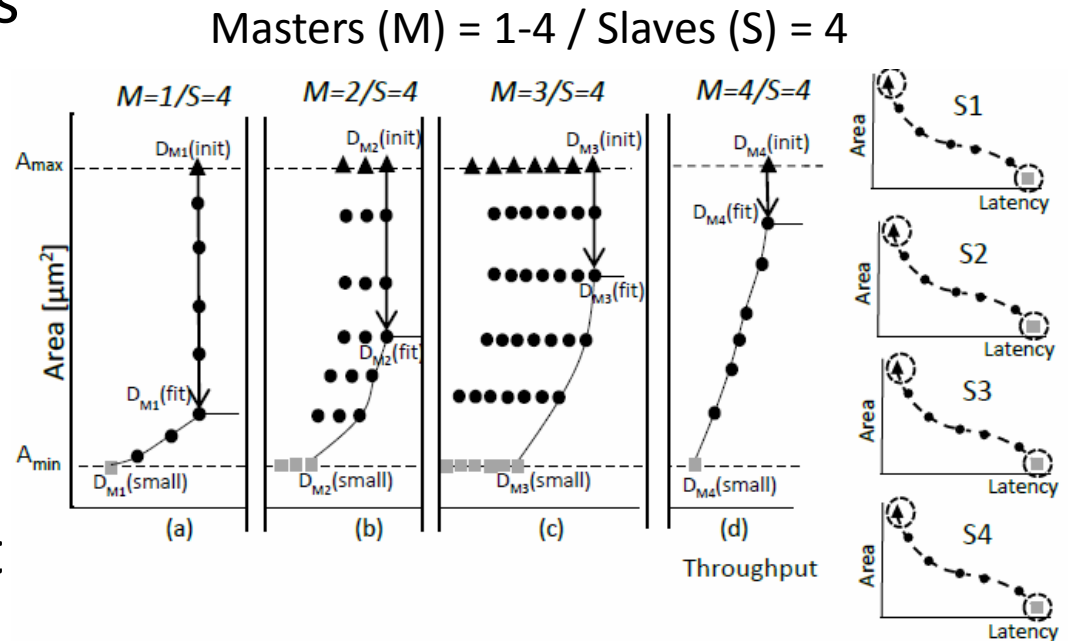 s
Masters (M) = 1-4 / Slaves (S) = 4
M=1/S=4
M=2/S=4
M=3/S=4
M=4/S=4
Area [µm²]
Amax
Amin
DM1(init)
DM1(fit)
DM1(small)
(a)
DM2(init)
DM2(fit)
DM2(small)
(b)
DM3(init)
DM3(fit)
DM3(small)
(c)
DM4(init)
DM4(fit)
DM4(small)
(d)
Throughput
S1
Area
Latency
S2
Area
Latency
S3
Area
Latency
S4
Area
Latency
t